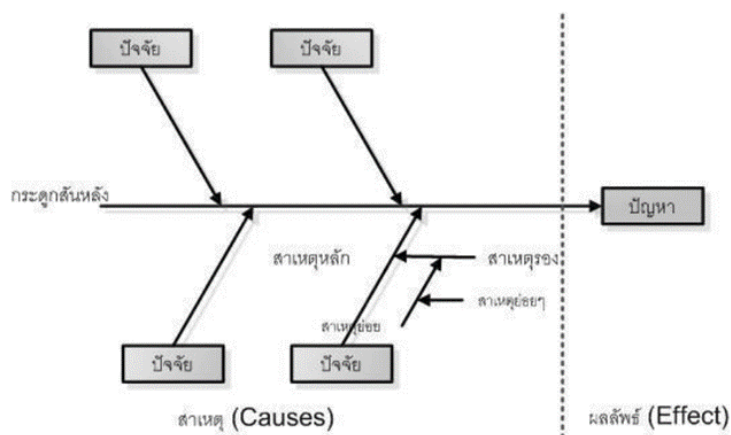 ปัจจัย
ปัจจัย
กระดูกสันหลัง
ปัญหา
สาเหตุหลัก
สาเหตุรอง
สาเหตุย่อยๆ
สาเหตุย่อย
ปัจจัย
ปัจจัย
สาเหตุ (Causes)
ผลลัพธ์ (Effect)